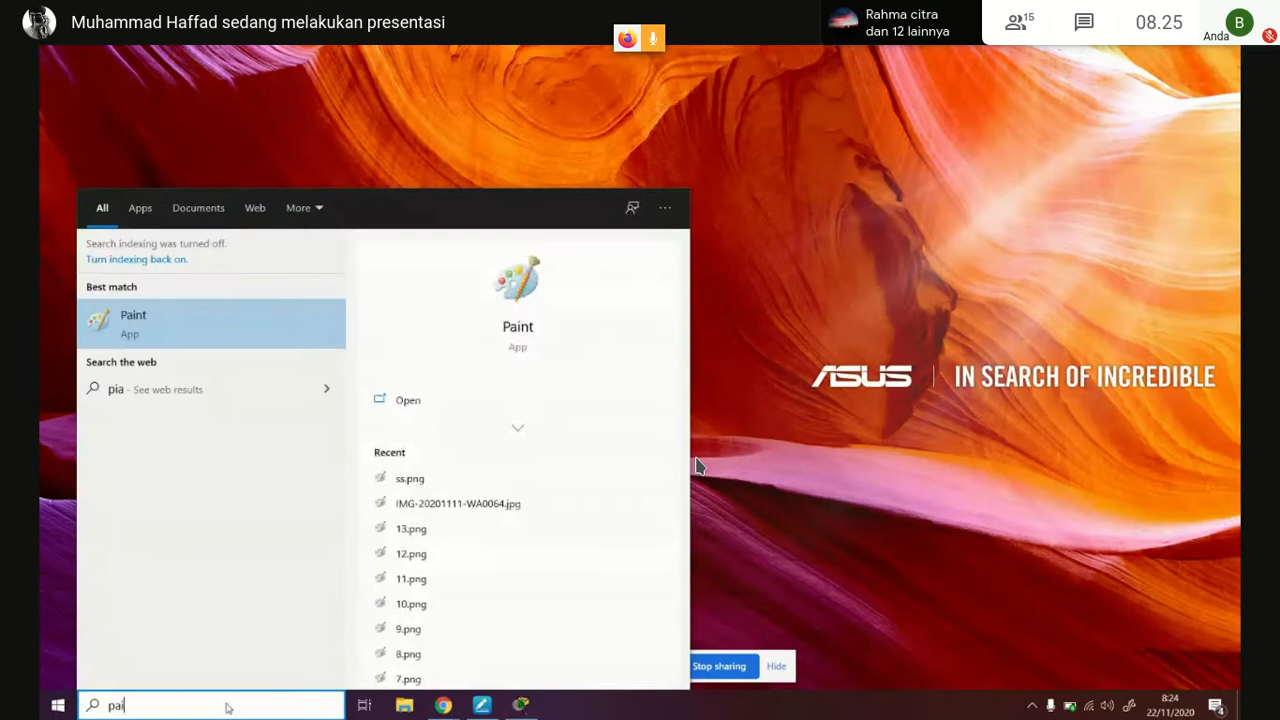 Muhammad Haffad sedang melakukan presentasi
Rahma citra
dan 12 lainnya
15
08.25
B
Anda
All Apps Documents Web More
Search indexing was turned off.
Turn indexing back on.
Best match
Paint
App
Search the web
pia - See web results
Paint
App
Open
Recent
ss.png
IMG-20201111-WA0064.jpg
13.png
12.png
11.png
10.png
9.png
8.png
7.png
ASUS | IN SEARCH OF INCREDIBLE
Stop sharing Hide
pai
8:24
22/11/2020
4